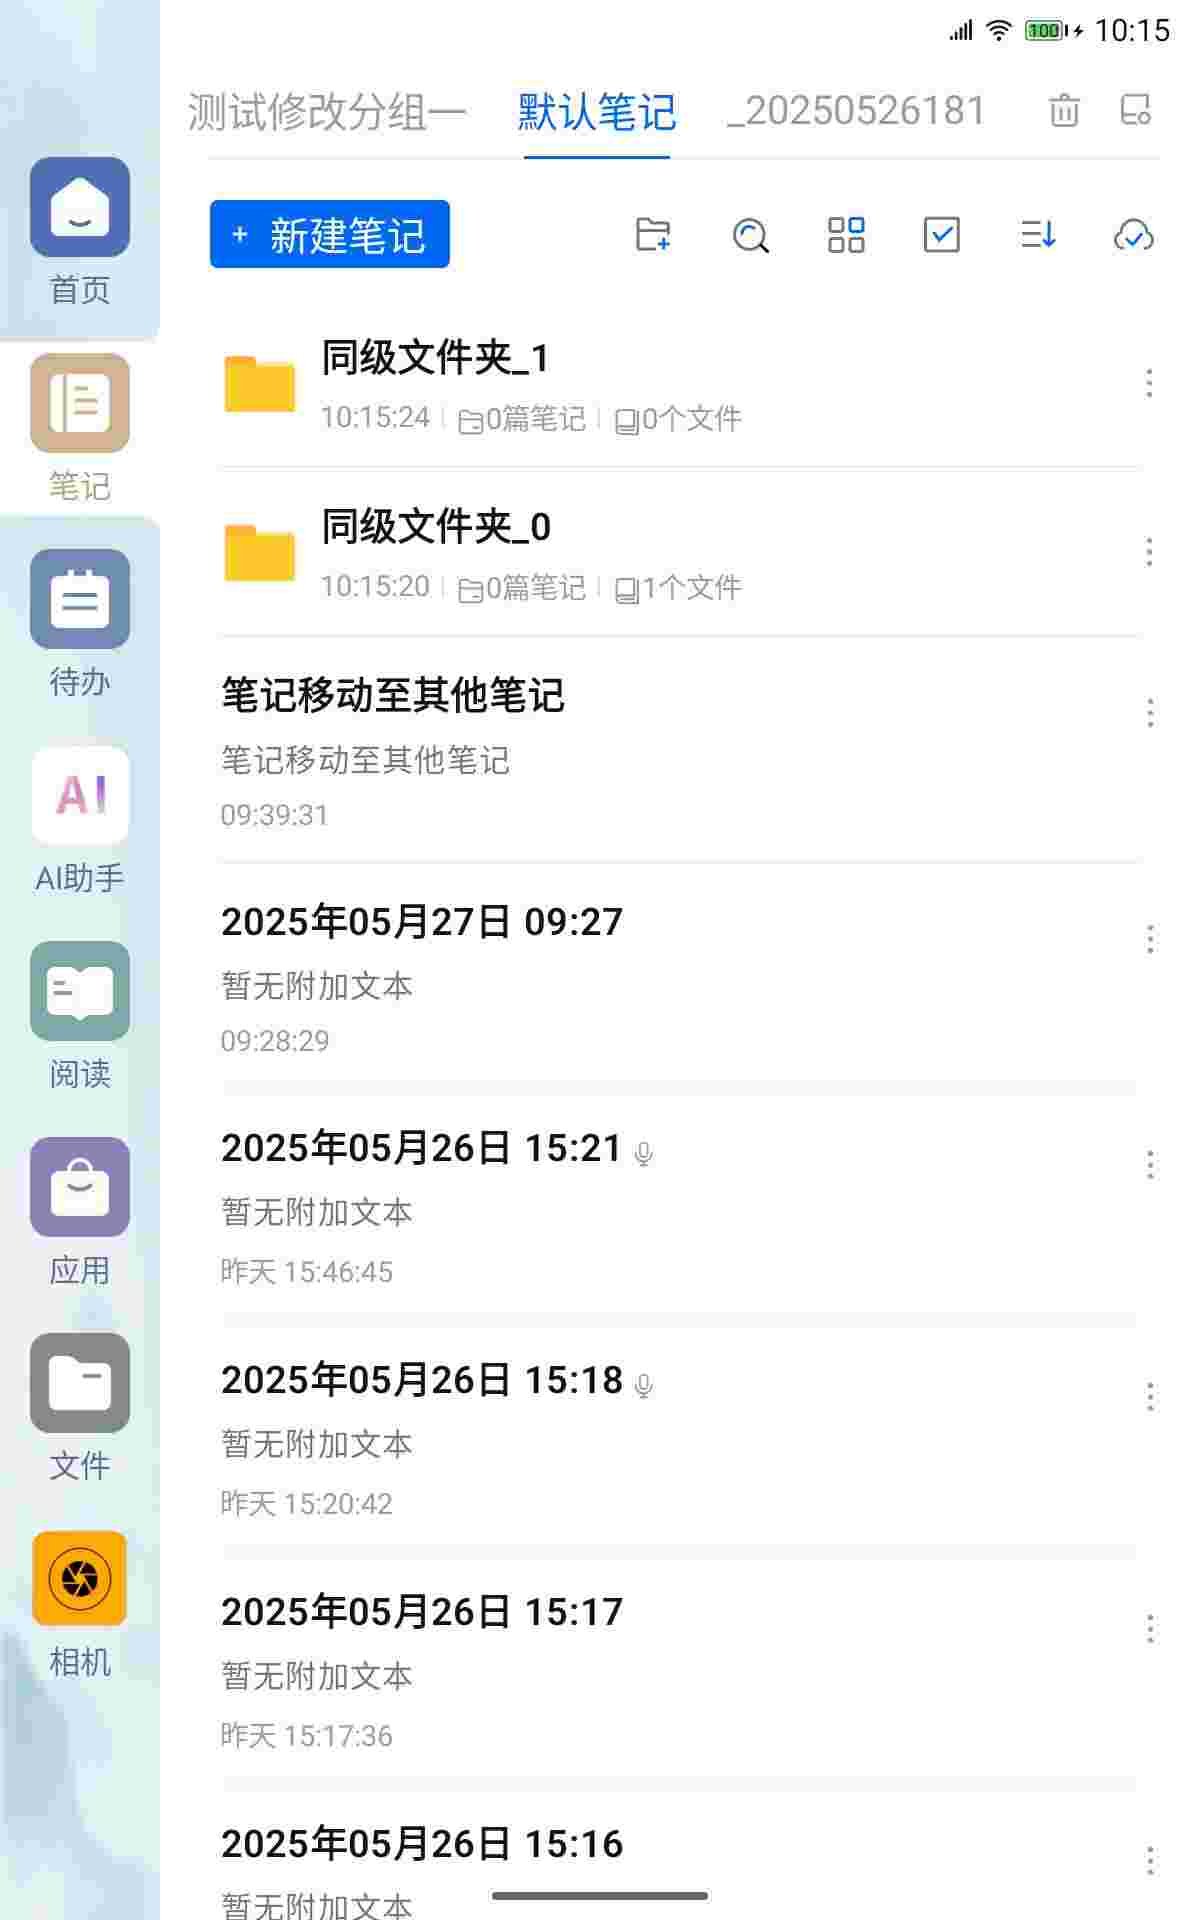 100 10:15
测试修改分组一 默认笔记 _20250526181
+ 新建笔记
首页
笔记
待办
AI
AI助手
阅读
应用
文件
相机
同级文件夹_1
10:15:24 0篇笔记 0个文件
同级文件夹_0
10:15:20 0篇笔记 1个文件
笔记移动至其他笔记
笔记移动至其他笔记
09:39:31
2025年05月27日 09:27
暂无附加文本
09:28:29
2025年05月26日 15:21
暂无附加文本
昨天 15:46:45
2025年05月26日 15:18
暂无附加文本
昨天 15:20:42
2025年05月26日 15:17
暂无附加文本
昨天 15:17:36
2025年05月26日 15:16
暂无附加文本